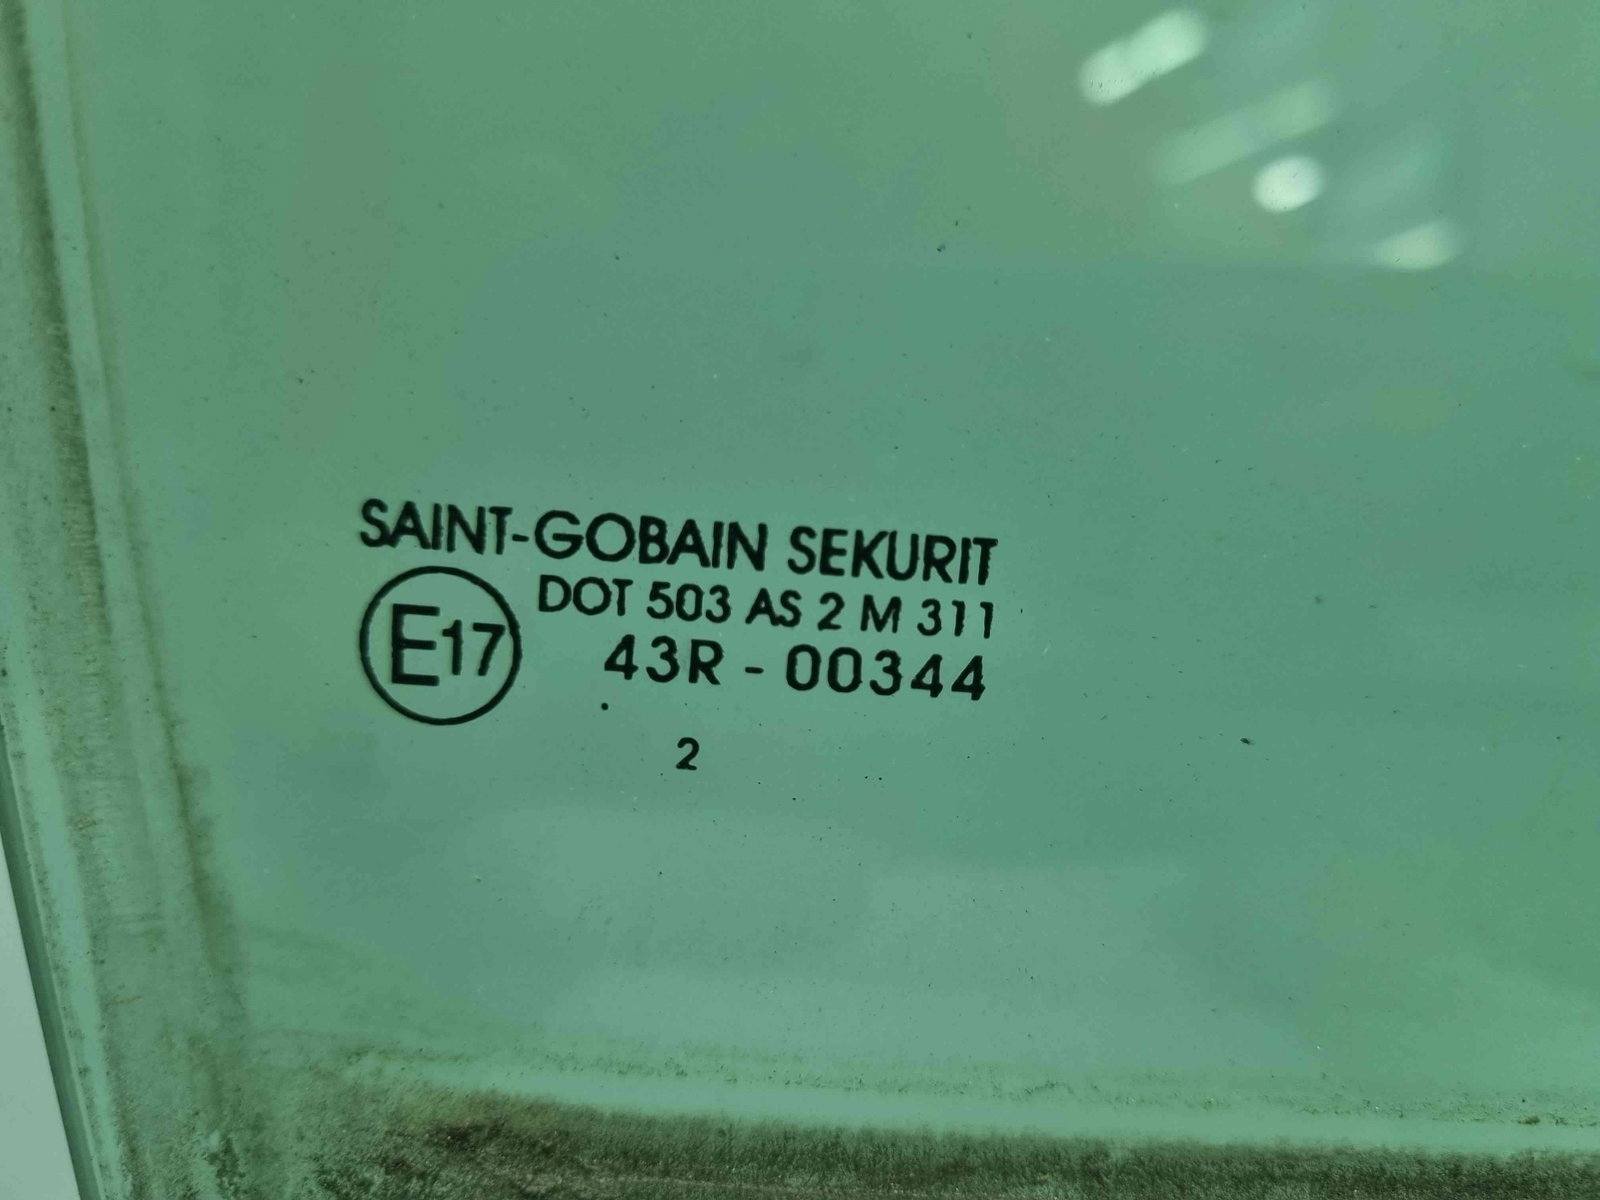 SAINT-GOBAIN SEKURIT
DOT 503 AS 2 M 311
E17
43R - 00344
2